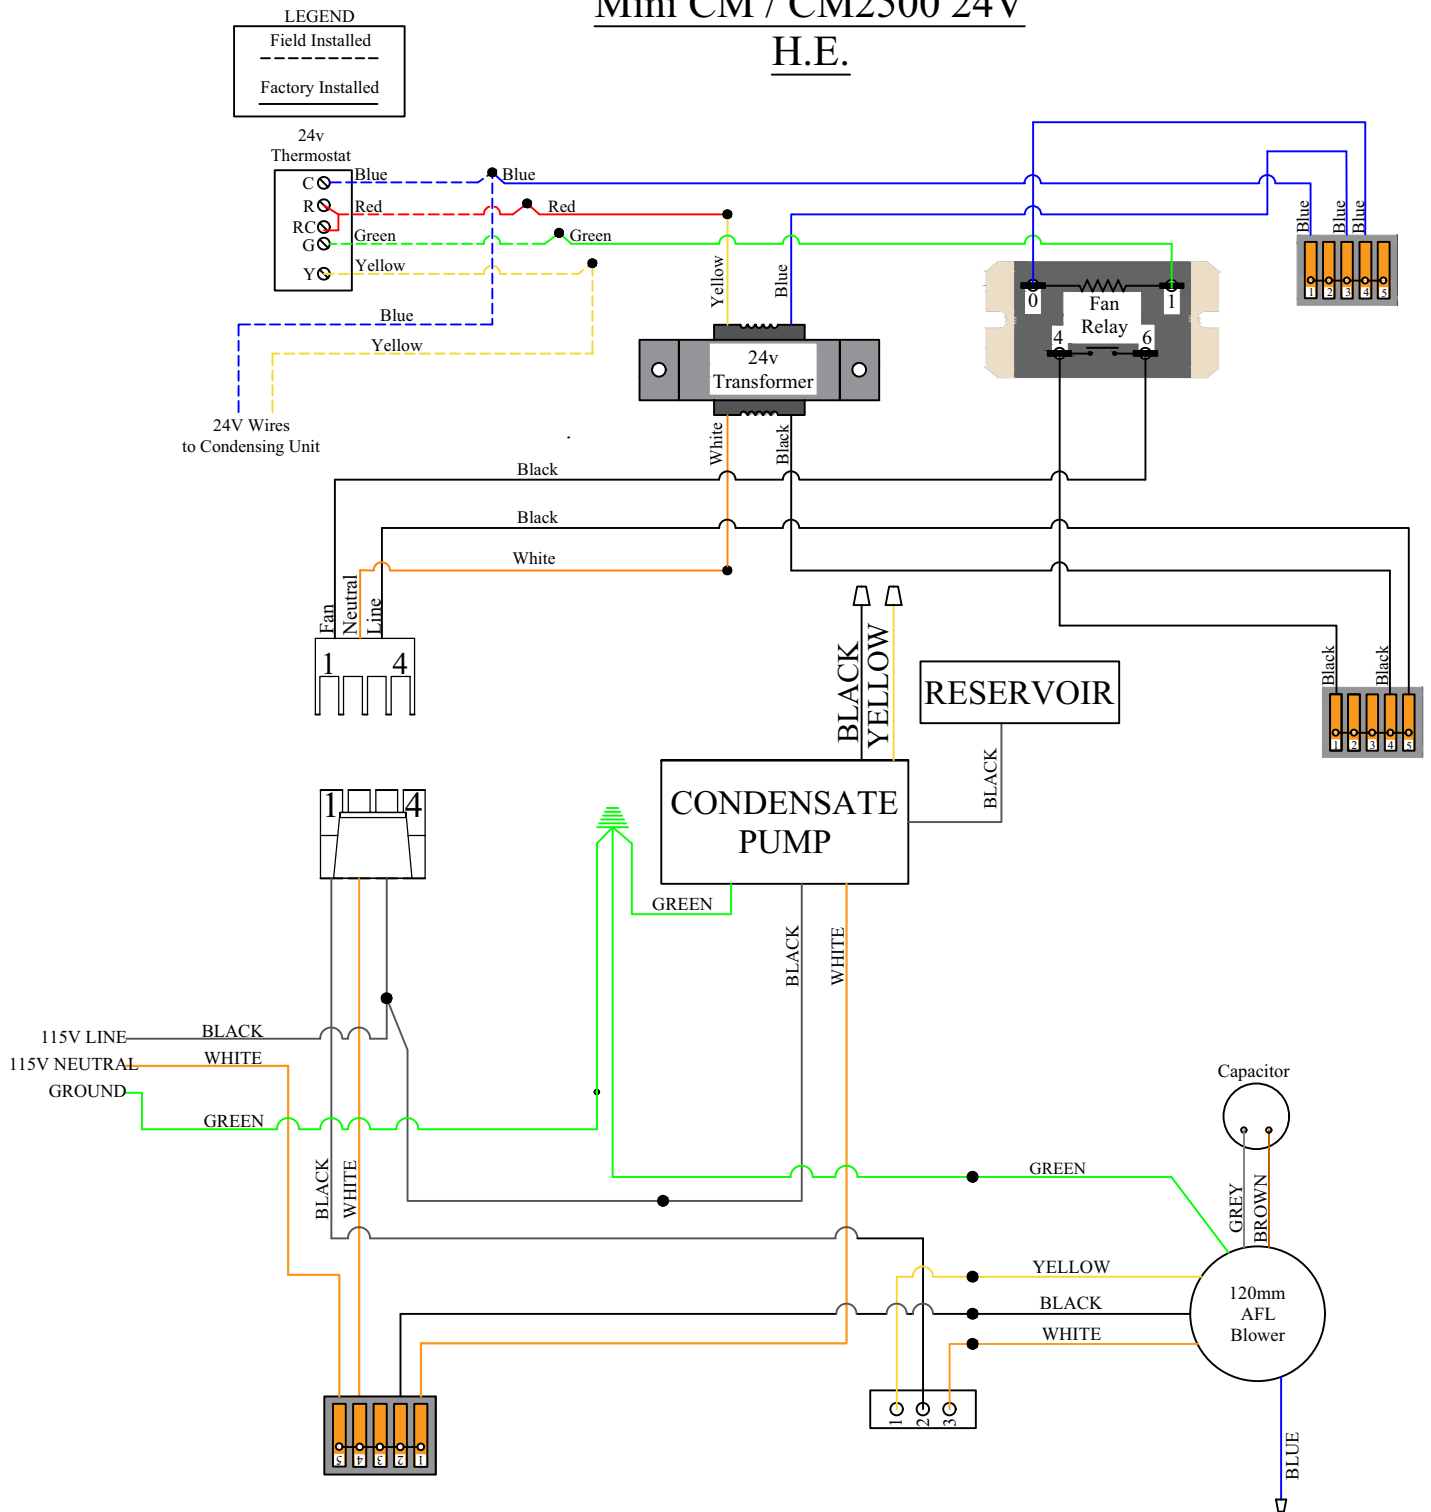 Mini CM / CM2500 24V
H.E.
LEGEND
Field Installed
Factory Installed
24v
Thermostat
C
R
RC
G
Y
Blue
Blue
Red
Red
Green
Green
Yellow
Blue
Yellow
24V Wires
to Condensing Unit
Yellow
Blue
24v
Transformer
White
Black
0
1
Fan
Relay
4
6
Blue
Blue
Blue
1 2 3 4 5
Black
Black
White
Fan
Neutral
Line
1 4
Black
Black
1 2 3 4 5
BLACK
YELLOW
RESERVOIR
BLACK
CONDENSATE
PUMP
1 4
GREEN
BLACK
WHITE
115V LINE
BLACK
115V NEUTRAL
WHITE
GROUND
GREEN
BLACK
WHITE
Capacitor
GREY
BROWN
GREEN
YELLOW
BLACK
WHITE
120mm
AFL
Blower
1 2 3
5 4 3 2 1
BLUE